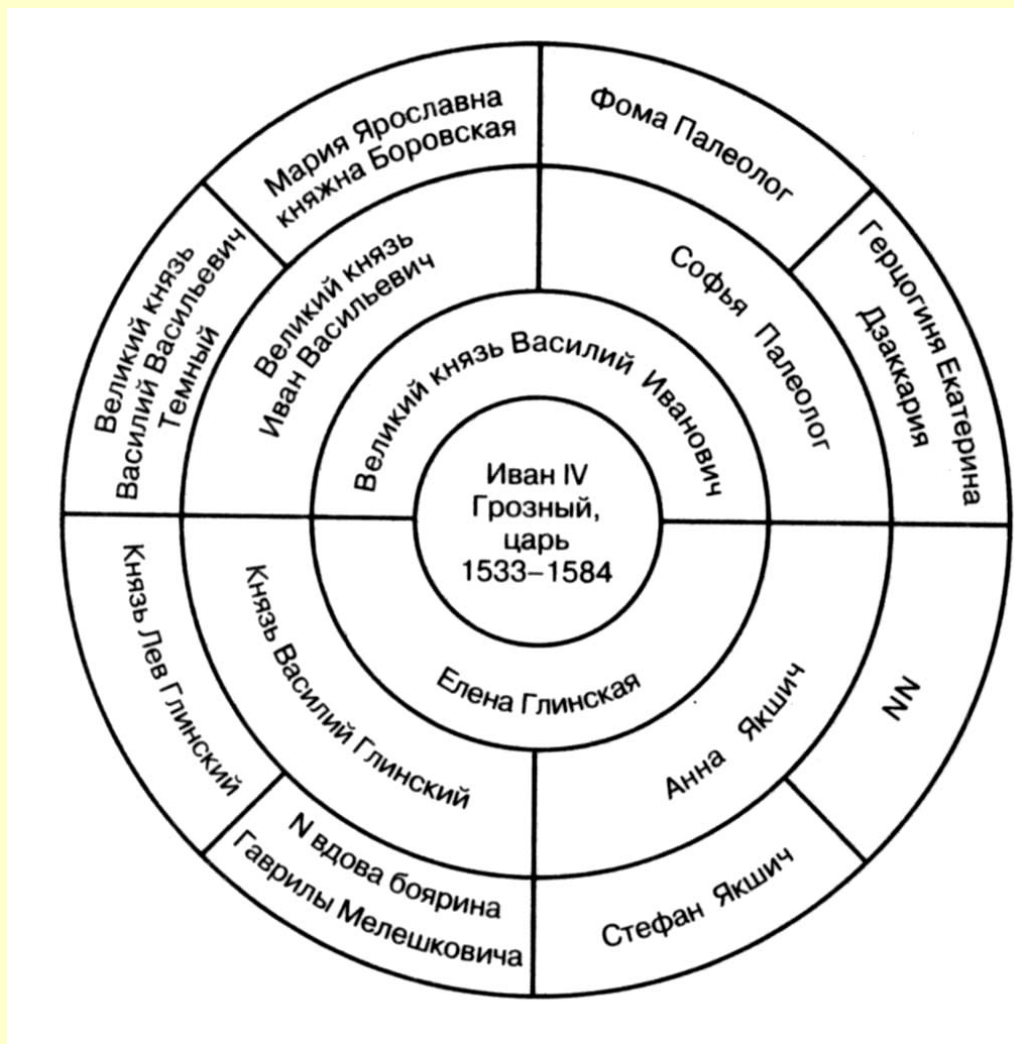 Мария Ярославна
княжна Боровская
Фома Палеолог
Великий князь
Василий Васильевич
Темный
Великий князь
Иван Васильевич
Софья Палеолог
Герцогиня Екатерина
Дзаккария
Великий князь Василий Иванович
Иван IV
Грозный,
царь
1533–1584
Елена Глинская
Князь Лев Глинский
Князь Василий Глинский
Анна Якшич
NN
N вдова боярина
Гаврилы Мелешковича
Стефан Якшич